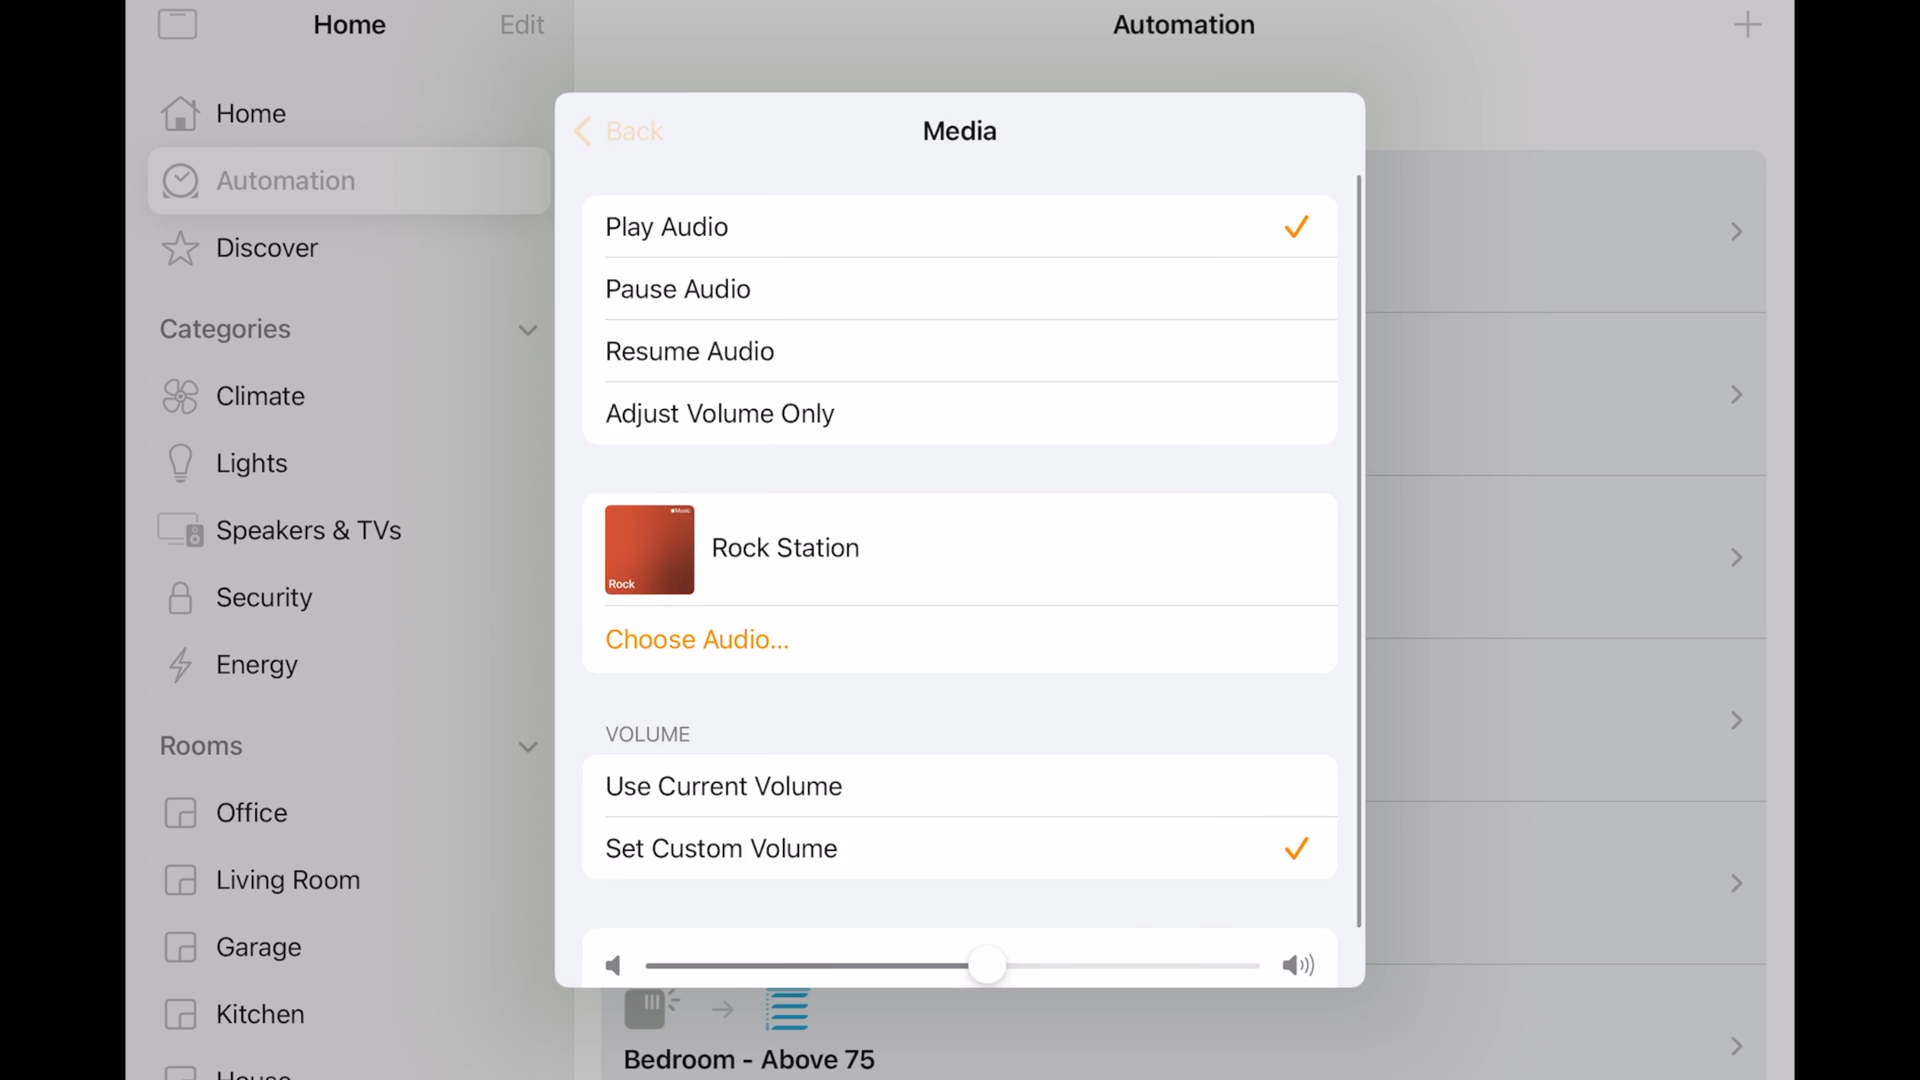 Home
Edit
Automation
Home
Automation
Discover
Categories
Climate
Lights
Speakers & TVs
Security
Energy
Rooms
Office
Living Room
Garage
Kitchen
House
Back
Media
Play Audio
Pause Audio
Resume Audio
Adjust Volume Only
Music
Rock
Rock Station
Choose Audio...
VOLUME
Use Current Volume
Set Custom Volume
Bedroom - Above 75